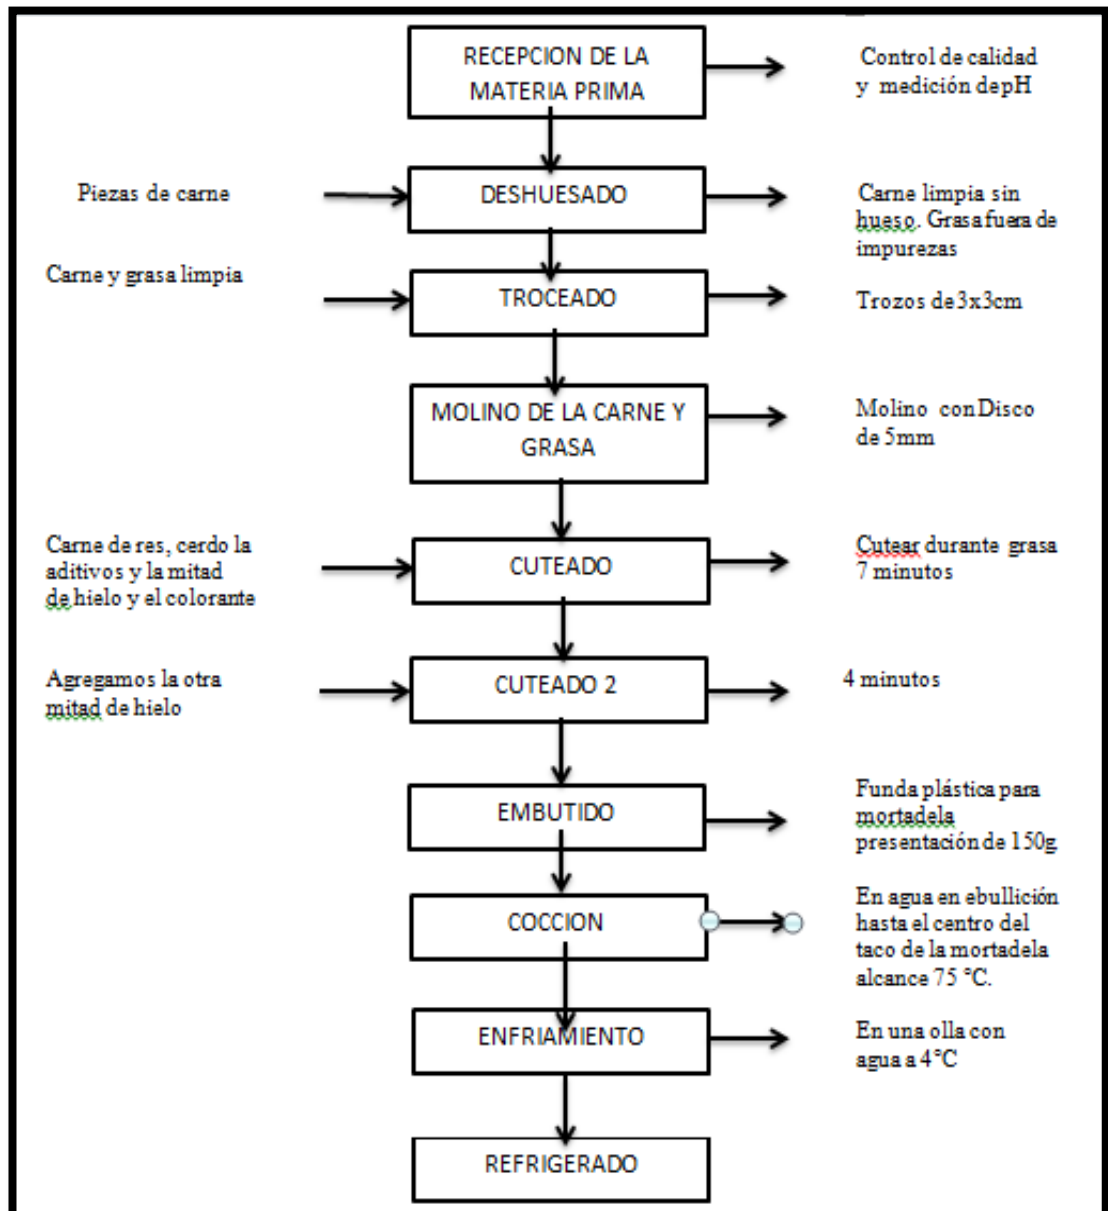 RECEPCION DE LA
MATERIA PRIMA
Control de calidad
y medición de pH
Piezas de carne
DESHUESADO
Carne limpia sin
hueso. Grasa fuera de
impurezas
Carne y grasa limpia
TROCEADO
Trozos de 3x3cm
MOLINO DE LA CARNE Y
GRASA
Molino con Disco
de 5mm
Carne de res, cerdo la
aditivos y la mitad
de hielo y el colorante
CUTEADO
Cutear durante grasa
7 minutos
Agregamos la otra
mitad de hielo
CUTEADO 2
4 minutos
EMBUTIDO
Funda plástica para
mortadela
presentación de 150g
COCCION
En agua en ebullición
hasta el centro del
taco de la mortadela
alcance 75 °C.
ENFRIAMIENTO
En una olla con
agua a 4°C
REFRIGERADO